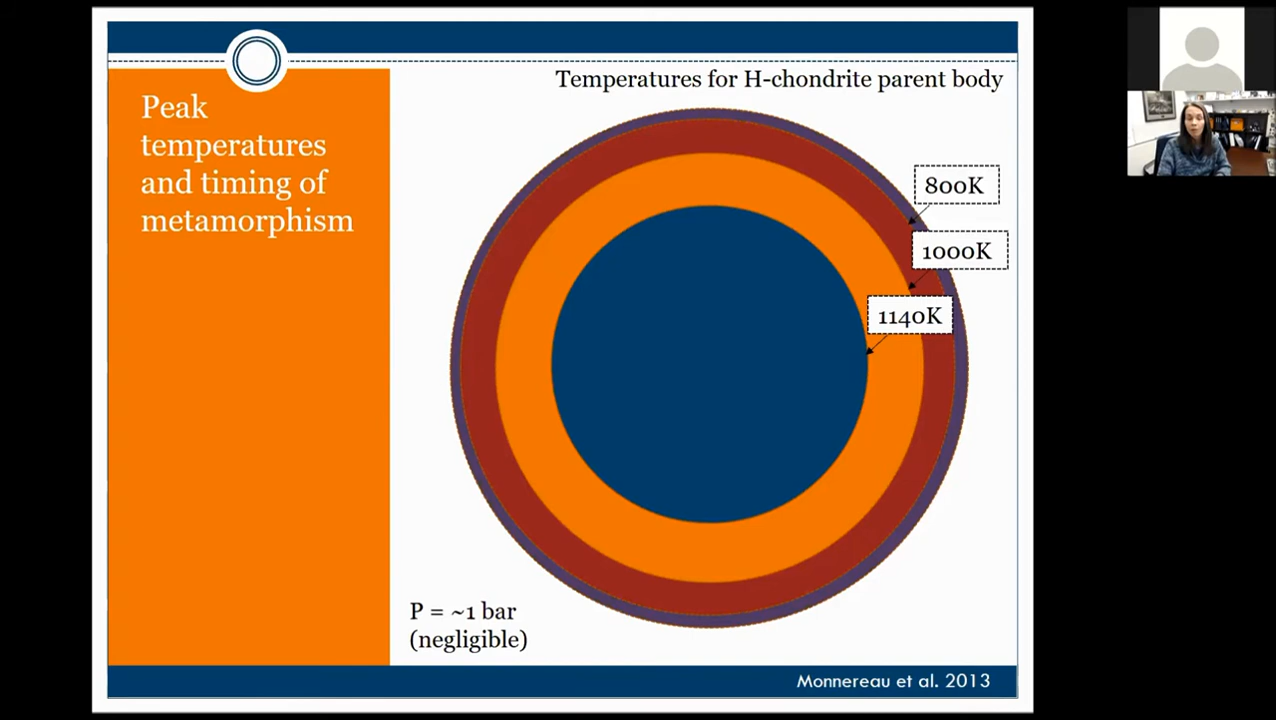 Peak
temperatures
and timing of
metamorphism
Temperatures for H-chondrite parent body
800K
1000K
1140K
P = ~1 bar
(negligible)
Monnereau et al. 2013